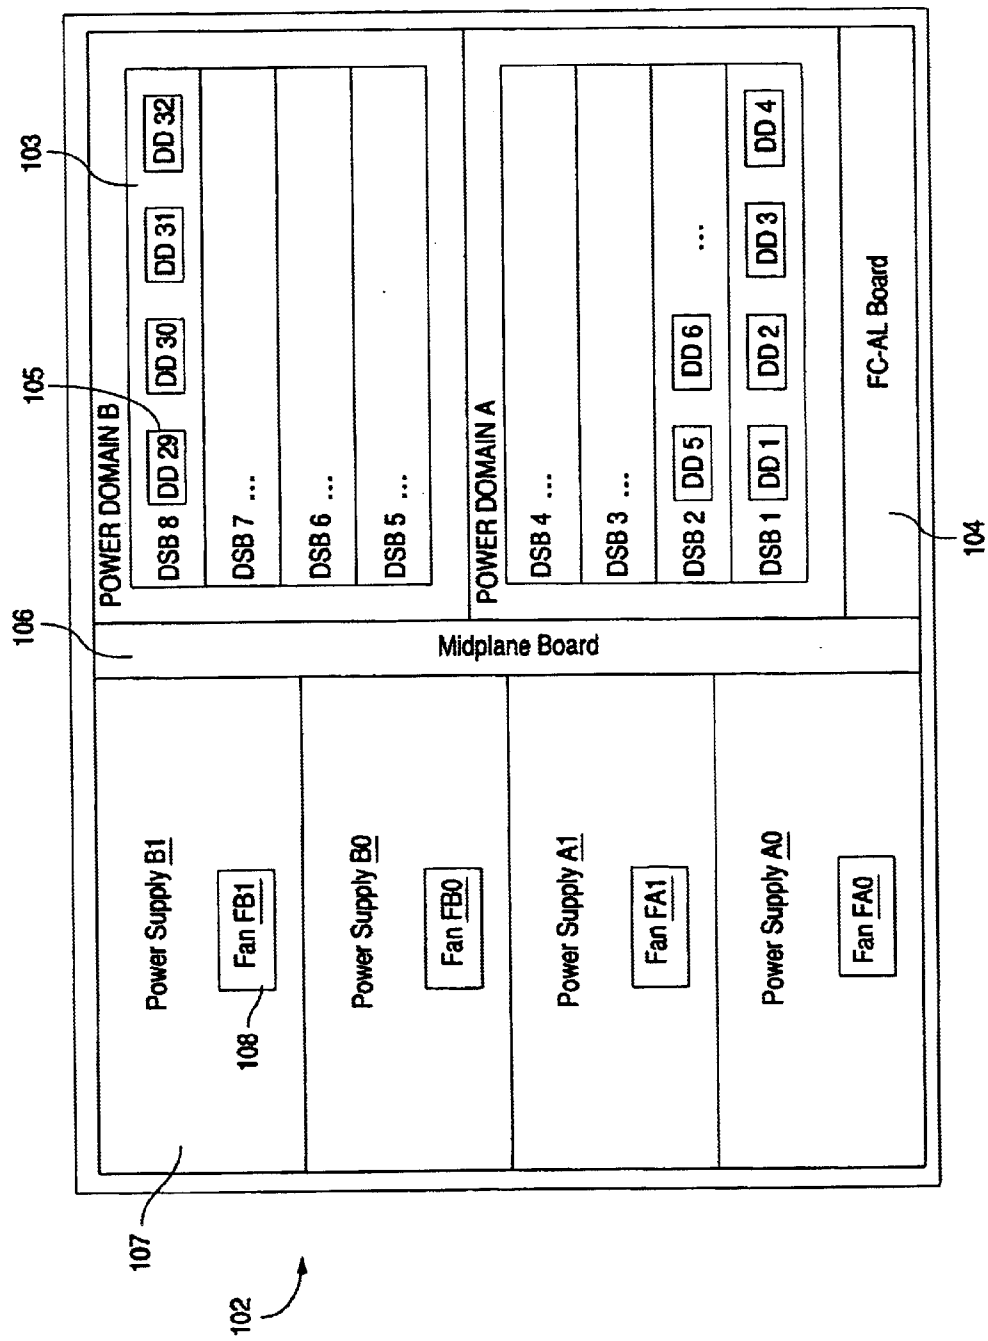 103
105
106
POWER DOMAIN B
DSB 8 DD 29 DD 30 DD 31 DD 32
DSB 7 ...
DSB 6 ...
DSB 5 ...
POWER DOMAIN A
DSB 4 ...
DSB 3 ...
DSB 2 DD 5 DD 6 ...
DSB 1 DD 1 DD 2 DD 3 DD 4
FC-AL Board
104
Midplane Board
Power Supply B1
Fan FB1
108
Power Supply B0
Fan FB0
Power Supply A1
Fan FA1
Power Supply A0
Fan FA0
107
102